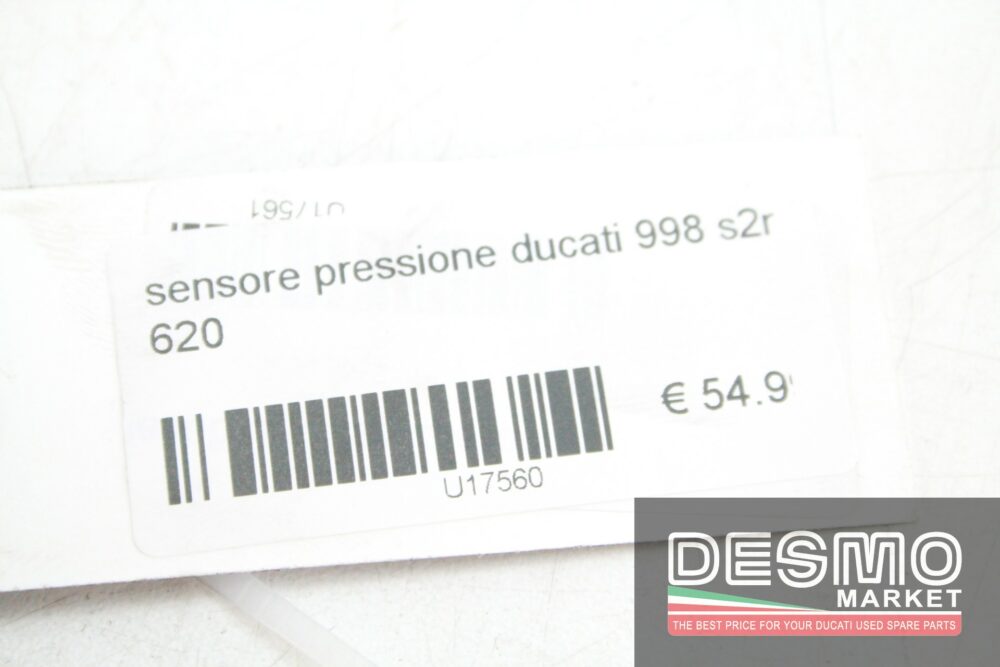 U17561
sensore pressione ducati 998 s2r
620
€ 54.9
U17560
DESMO
MARKET
THE BEST PRICE FOR YOUR DUCATI USED SPARE PARTS